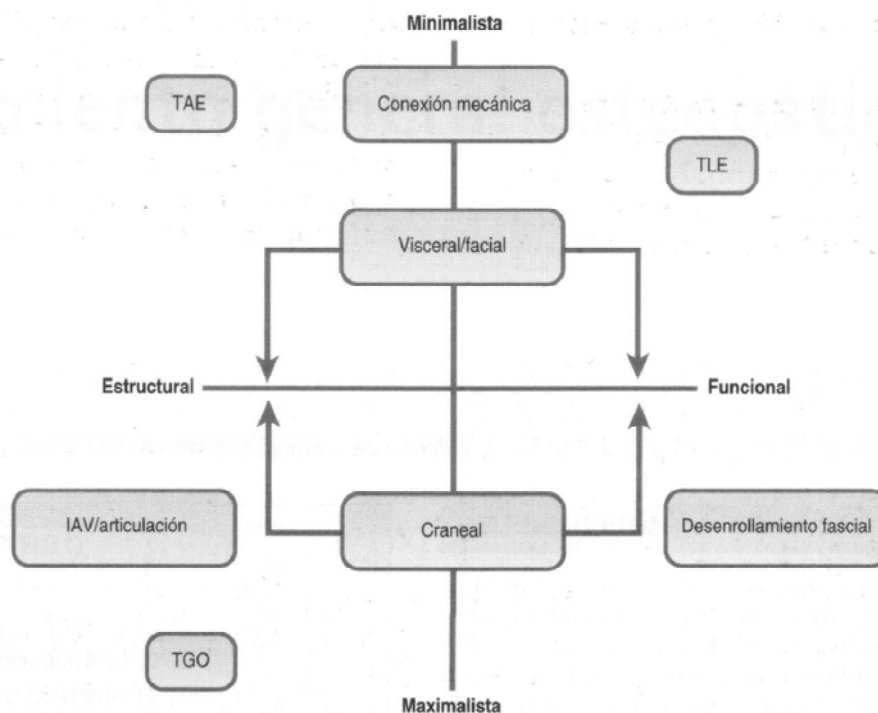 Minimalista
TAE
Conexión mecánica
TLE
Visceral/facial
Estructural
Funcional
IAV/articulación
Craneal
Desenrollamiento fascial
TGO
Maximalista